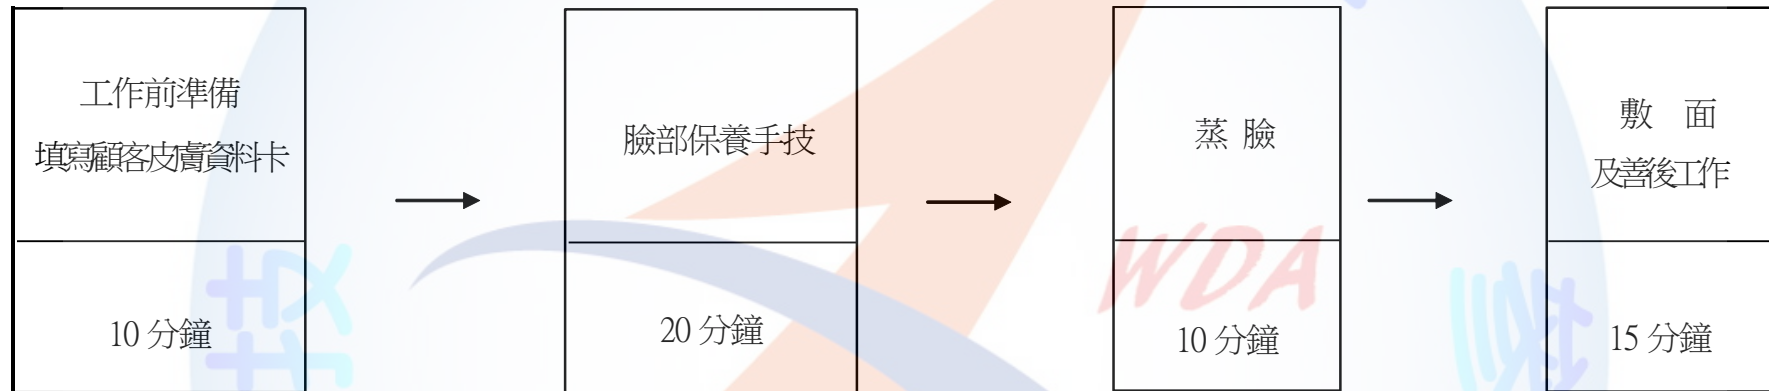 工作前準備
填寫顧客皮膚資料卡
10 分鐘
臉部保養手技
20 分鐘
蒸 臉
10 分鐘
敷 面
及善後工作
15 分鐘
WDA
技